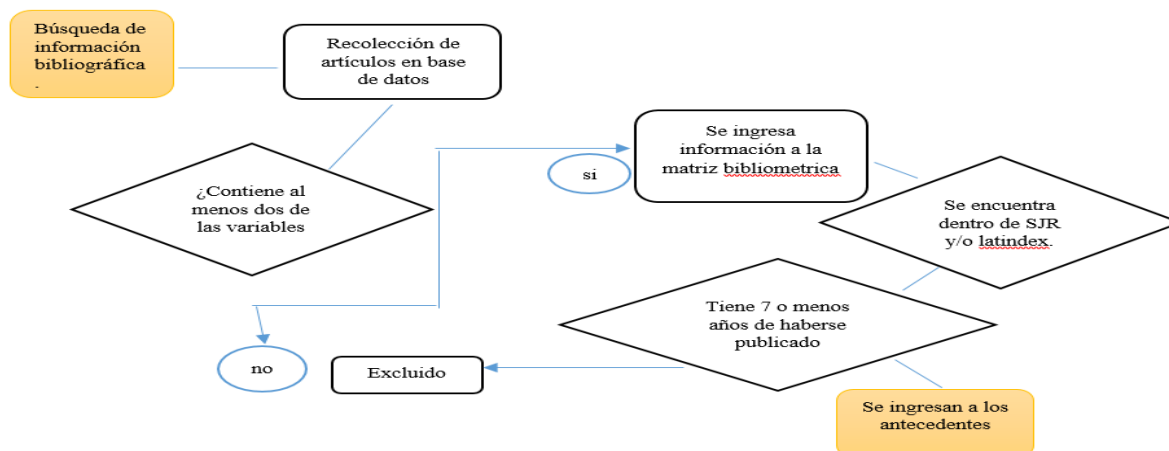 Búsqueda de
información
bibliográfica
.
Recolección de
artículos en base
de datos
¿Contiene al
menos dos de
las variables
si
Se ingresa
información a la
matriz bibliometrica
Se encuentra
dentro de SJR
y/o latindex.
Tiene 7 o menos
años de haberse
publicado
no
Excluido
Se ingresan a los
antecedentes